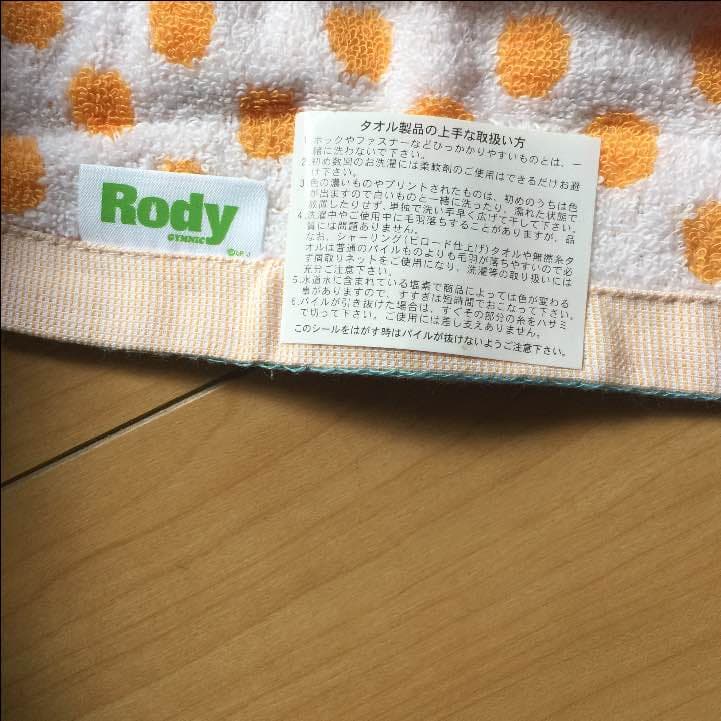 Rody
GYMNIC
タオル製品の上手な取扱い方
1.ホックやファスナーなどひっかかりやすいものとは、一
緒に洗わないで下さい。
2.初め数回のお洗濯には柔軟剤のご使用はできるだけお避
け下さい。
3.色の濃いものやプリントされたものは、初めのうちは色
が出ますので白いものと一緒に洗ったり、濡れた状態で
放置したりせず、単独で洗い手早く広げて干して下さい。
4.洗濯中やご使用中に毛羽落ちすることがありますが、品
質には問題ありません。
なお、シャーリング(ビロード仕上げ)タオルや無撚糸タ
オルは普通のパイルものよりも毛羽が落ちやすいので必
ず屑取りネットをご使用になり、洗濯等の取り扱いには
充分ご注意下さい。
5.水道水に含まれている塩素で商品によっては色が変わる
事がありますので、すすぎは短時間でおこなって下さい。
6.パイルが引き抜けた場合は、すぐその部分の糸をハサミ
で切って下さい。ご使用には差し支えありません。
このシールをはがす時はパイルが抜けないようご注意下さい。